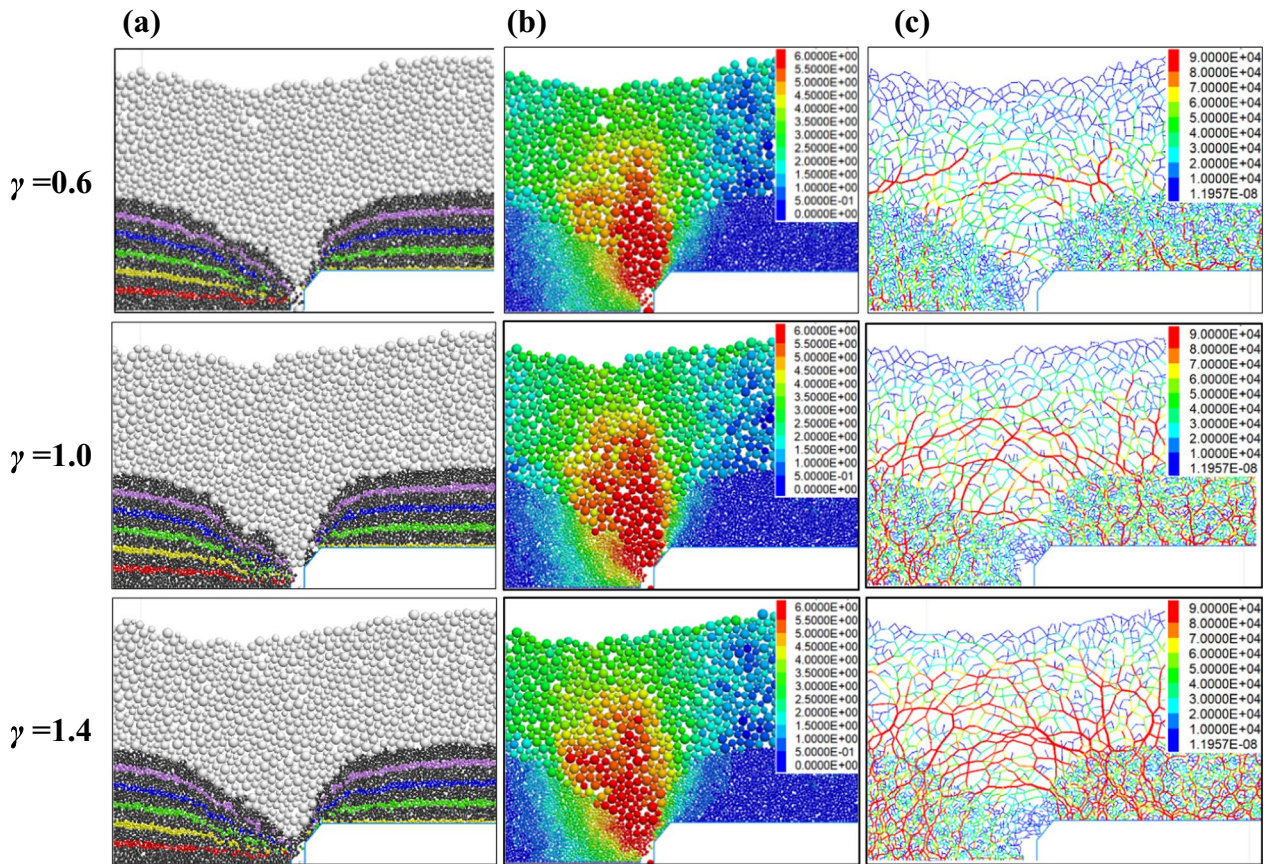 (a) (b) (c)
γ =0.6
6.0000E+00
5.5000E+00
5.0000E+00
4.5000E+00
4.0000E+00
3.5000E+00
3.0000E+00
2.5000E+00
2.0000E+00
1.5000E+00
1.0000E+00
5.0000E-01
0.0000E+00
9.0000E+04
8.0000E+04
7.0000E+04
6.0000E+04
5.0000E+04
4.0000E+04
3.0000E+04
2.0000E+04
1.0000E+04
1.1957E-08
γ =1.0
6.0000E+00
5.5000E+00
5.0000E+00
4.5000E+00
4.0000E+00
3.5000E+00
3.0000E+00
2.5000E+00
2.0000E+00
1.5000E+00
1.0000E+00
5.0000E-01
0.0000E+00
9.0000E+04
8.0000E+04
7.0000E+04
6.0000E+04
5.0000E+04
4.0000E+04
3.0000E+04
2.0000E+04
1.0000E+04
1.1957E-08
γ =1.4
6.0000E+00
5.5000E+00
5.0000E+00
4.5000E+00
4.0000E+00
3.5000E+00
3.0000E+00
2.5000E+00
2.0000E+00
1.5000E+00
1.0000E+00
5.0000E-01
0.0000E+00
9.0000E+04
8.0000E+04
7.0000E+04
6.0000E+04
5.0000E+04
4.0000E+04
3.0000E+04
2.0000E+04
1.0000E+04
1.1957E-08